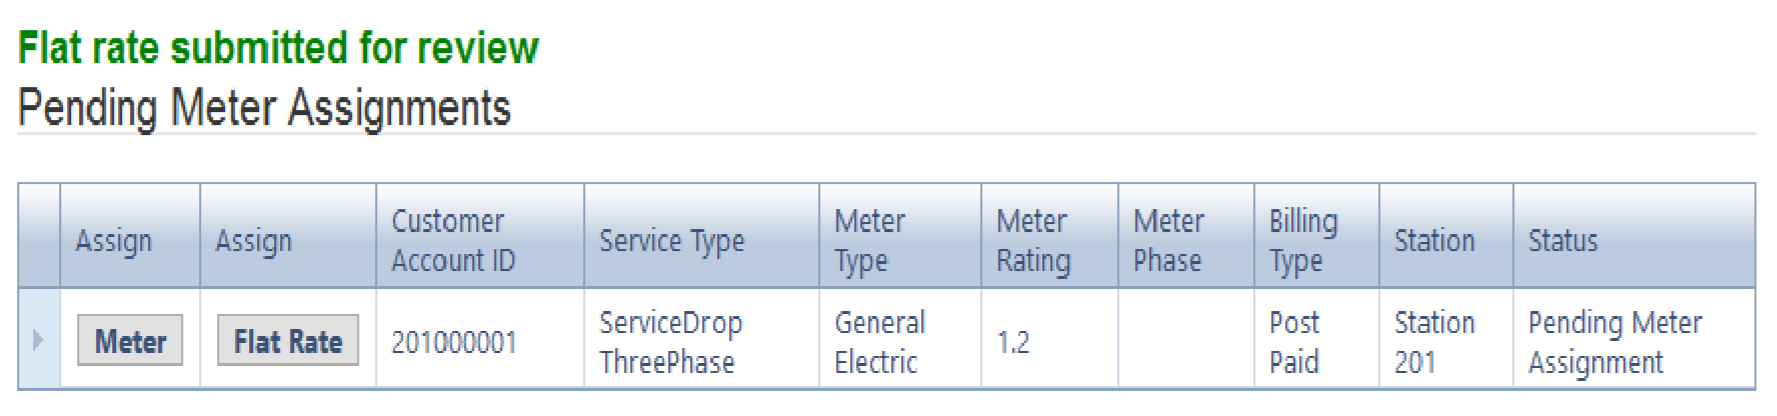 Flat rate submitted for review
Pending Meter Assignments
Assign Assign Customer Account ID Service Type Meter Type Meter Rating Meter Phase Billing Type Station Status
Meter Flat Rate 201000001 ServiceDrop ThreePhase General Electric 1.2 Post Paid Station 201 Pending Meter Assignment